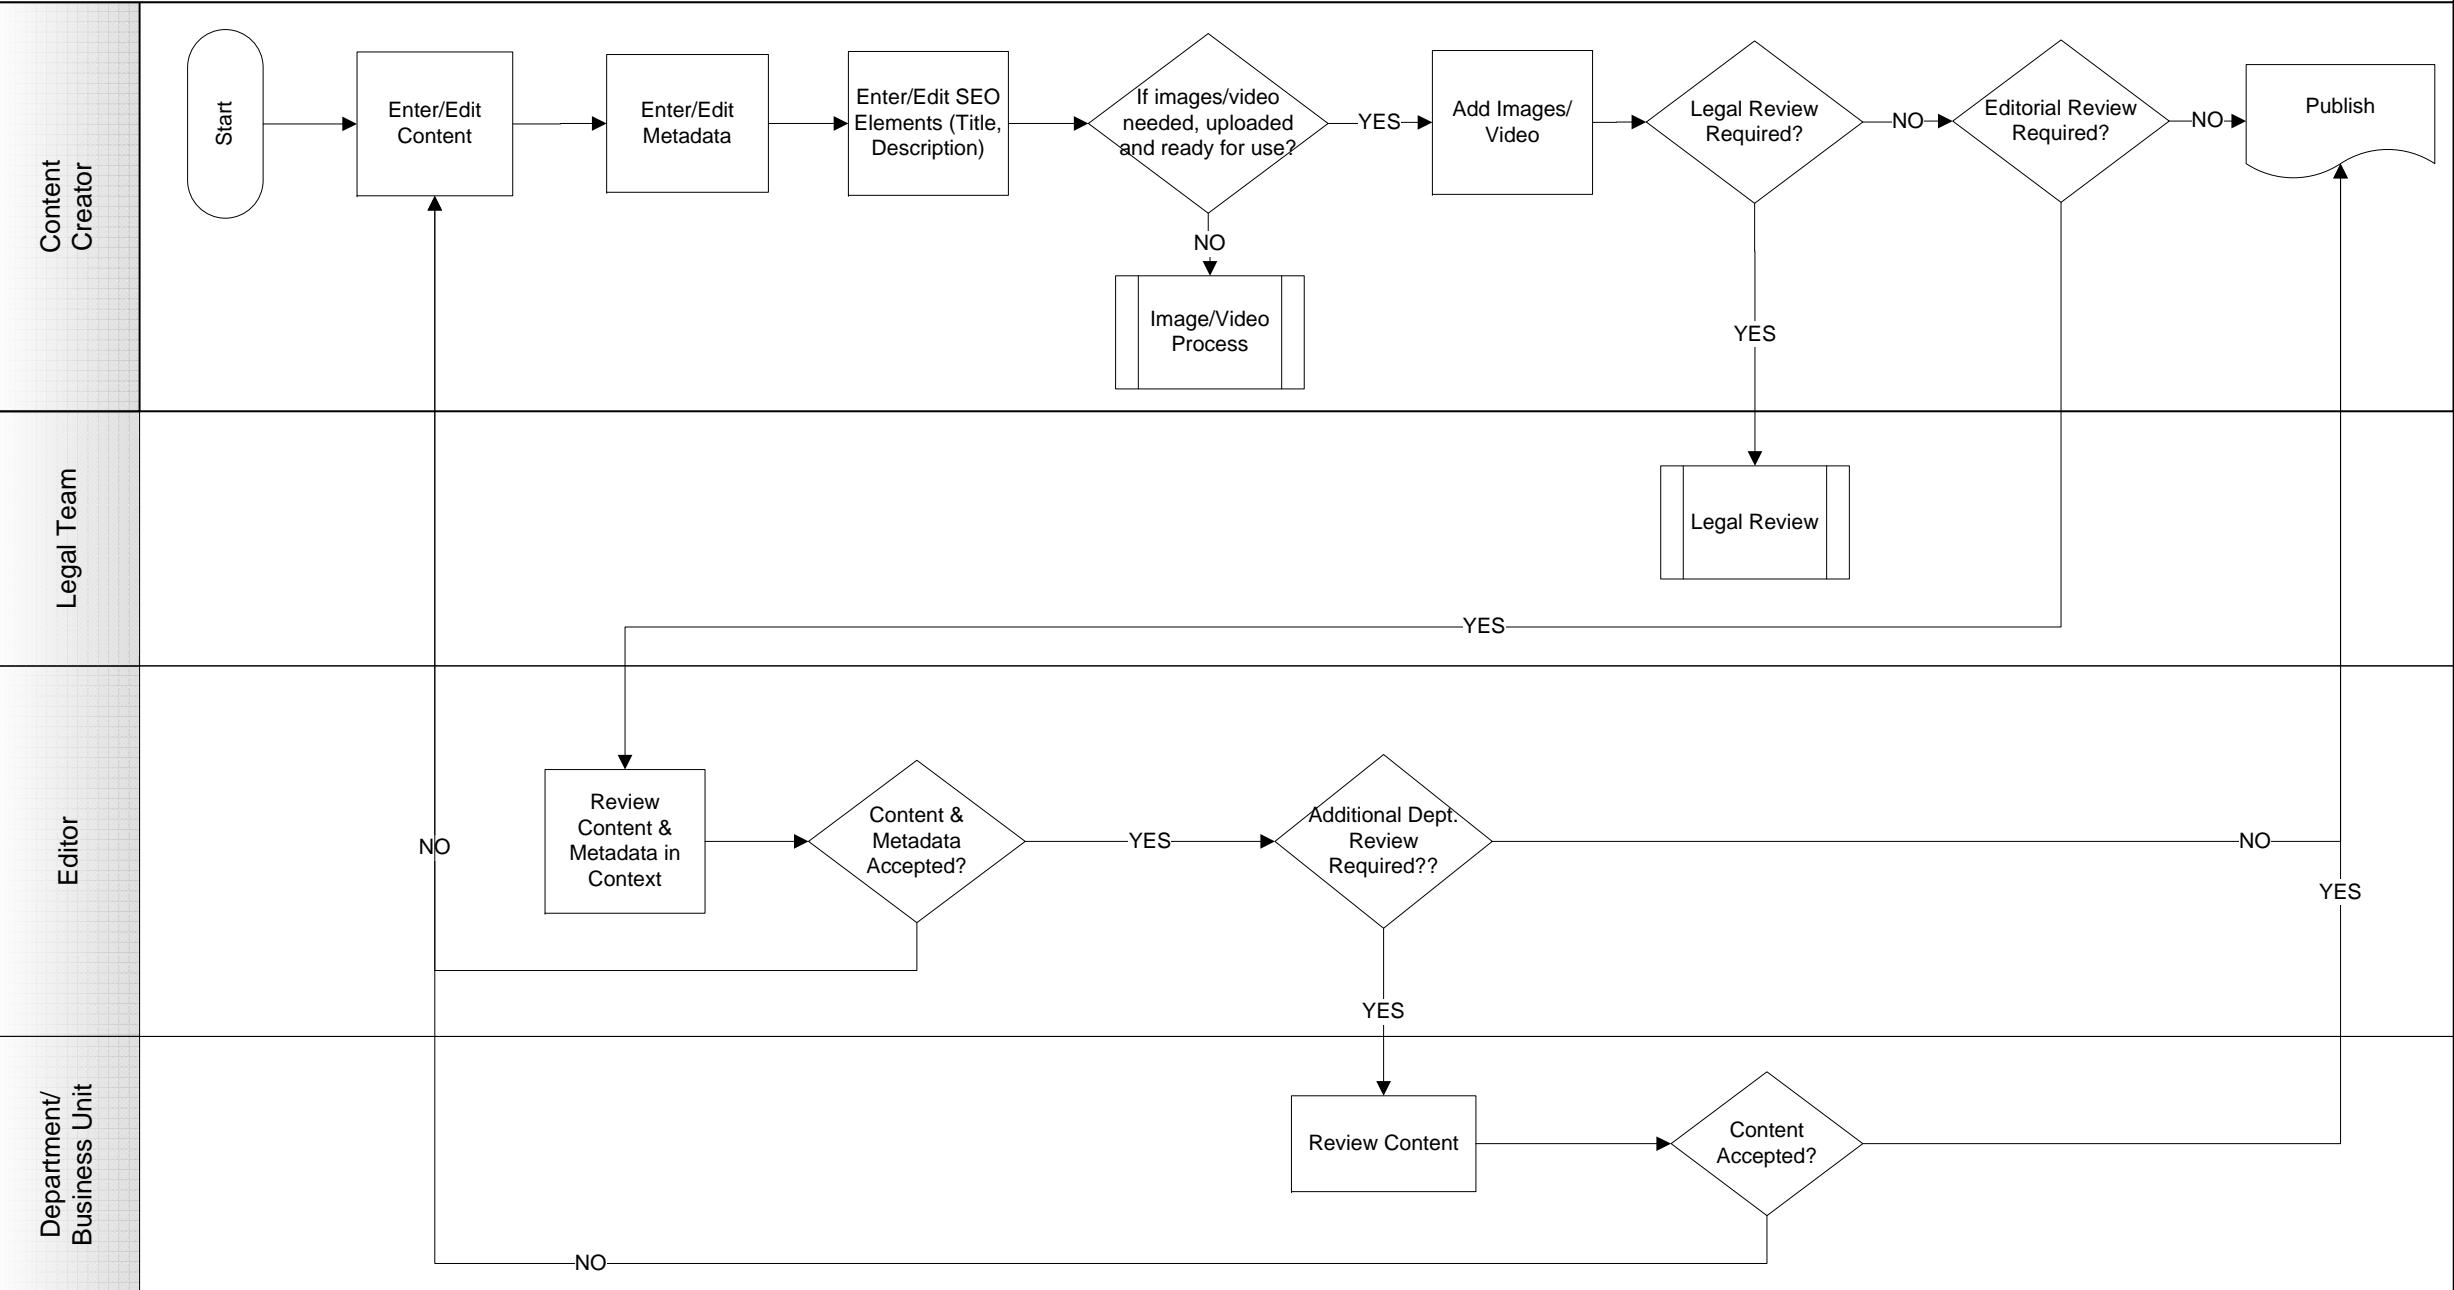 Content
Creator
Start
Enter/Edit
Content
Enter/Edit
Metadata
Enter/Edit SEO
Elements (Title,
Description)
If images/video
needed, uploaded
and ready for use?
YES
Add Images/
Video
Legal Review
Required?
NO
Editorial Review
Required?
NO
Publish
NO
Image/Video
Process
YES
Legal Team
Legal Review
YES
Editor
NO
Review
Content &
Metadata in
Context
Content &
Metadata
Accepted?
YES
Additional Dept.
Review
Required??
NO
YES
YES
Department/
Business Unit
Review Content
Content
Accepted?
NO